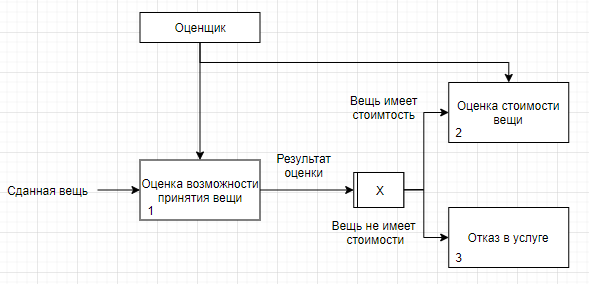 Оценщик
Вещь имеет
стоимтость
Оценка стоимости
вещи
2
Результат
оценки
Сданная вещь
Оценка возможности
принятия вещи
1
X
Вещь не имеет
стоимости
Отказ в услуге
3